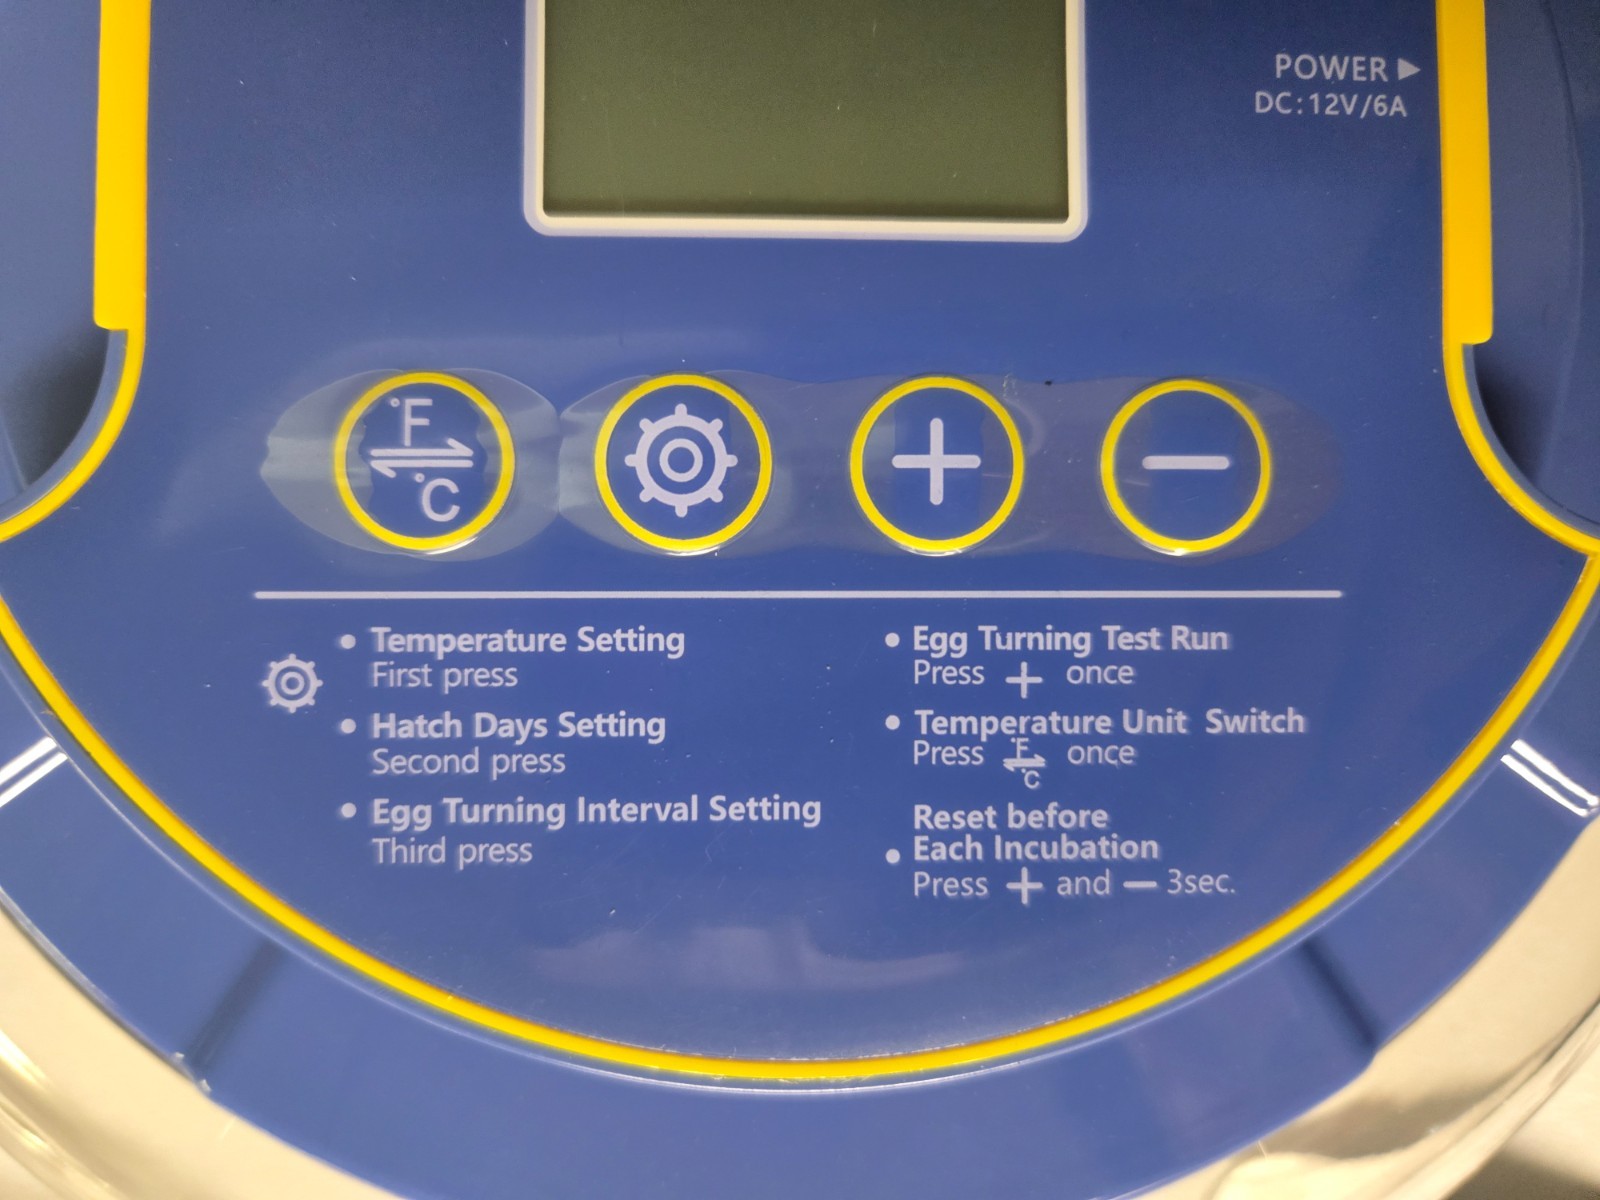 POWER ▶
DC:12V/6A
°F
°C
+
−
• Temperature Setting
First press
• Hatch Days Setting
Second press
• Egg Turning Interval Setting
Third press
• Egg Turning Test Run
Press + once
• Temperature Unit Switch
Press °F °C once
Reset before
• Each Incubation
Press + and − 3sec.